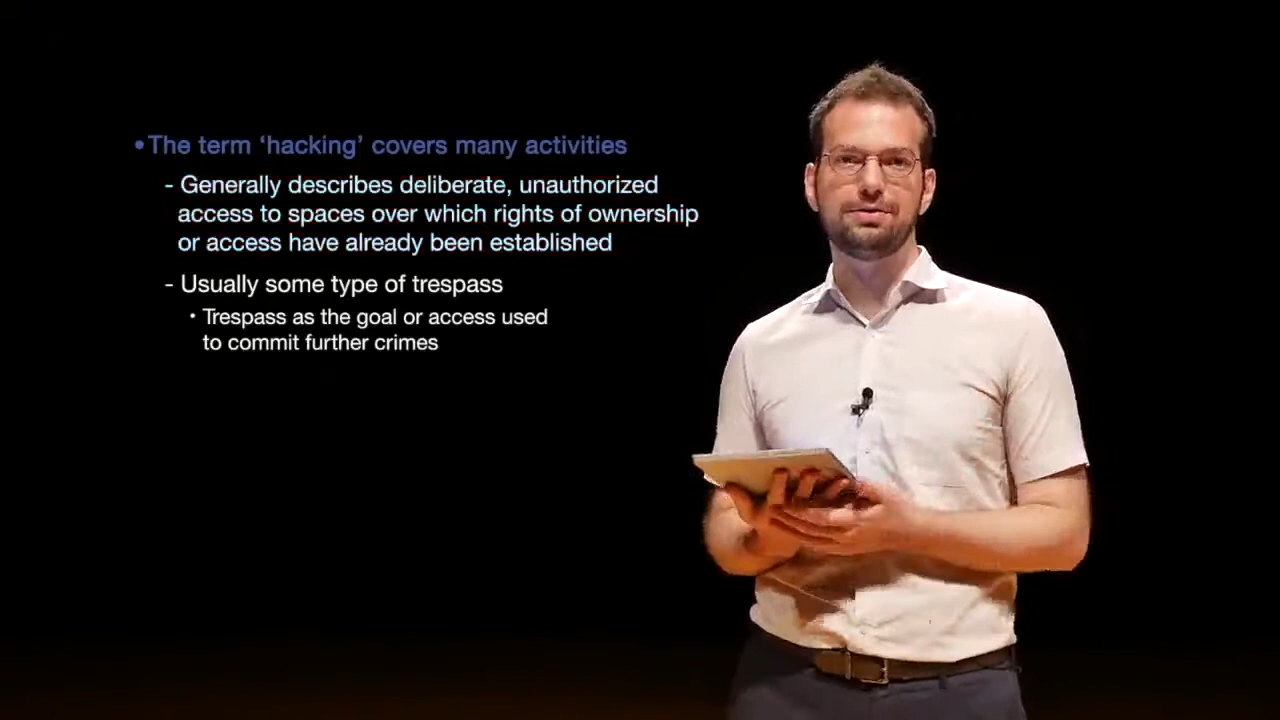 •The term ‘hacking’ covers many activities
- Generally describes deliberate, unauthorized
access to spaces over which rights of ownership
or access have already been established
- Usually some type of trespass
• Trespass as the goal or access used
to commit further crimes